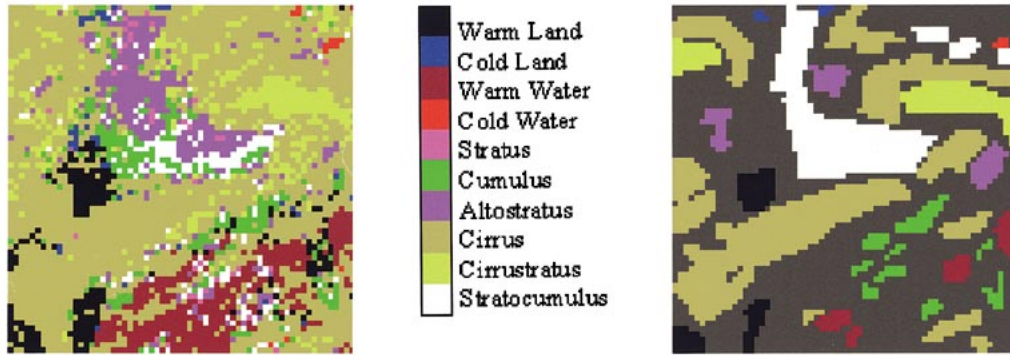 Warm Land
Cold Land
Warm Water
Cold Water
Stratus
Cumulus
Altostratus
Cirrus
Cirrustratus
Stratocumulus